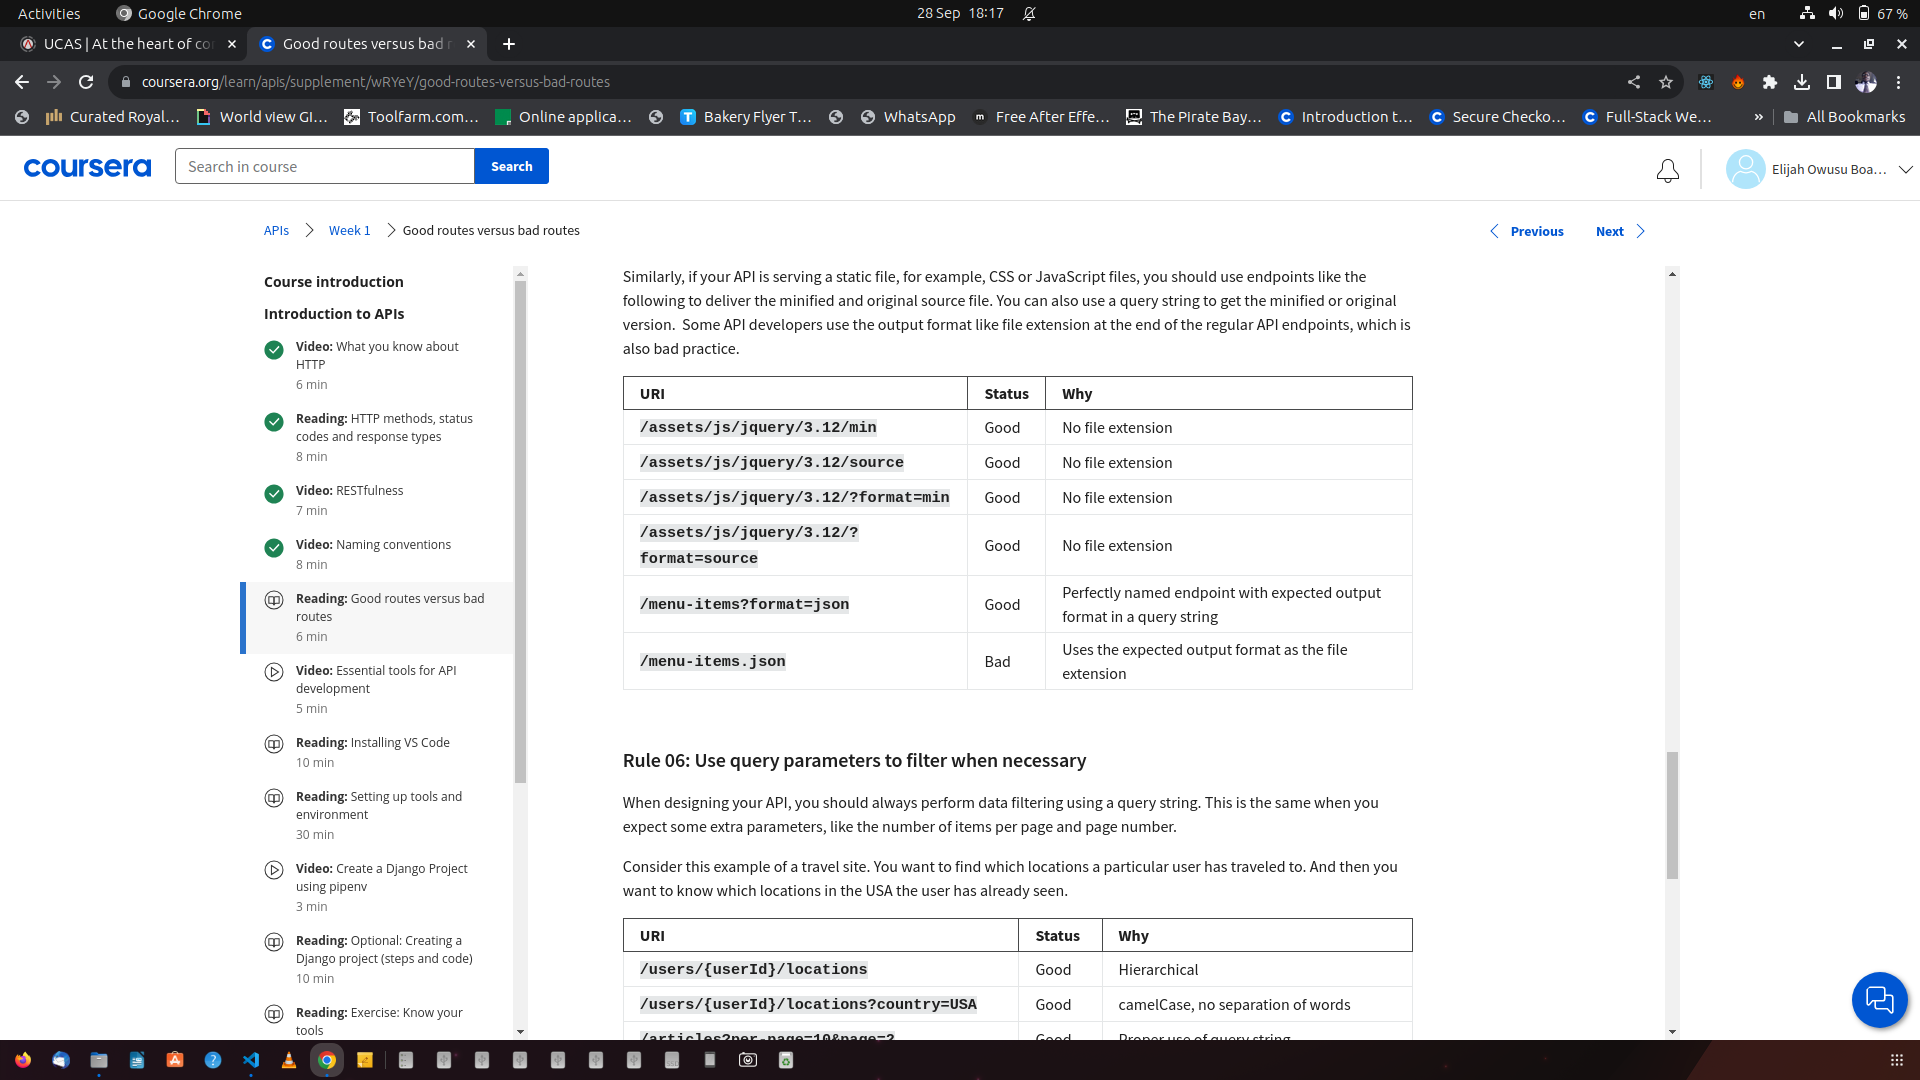 Activities
Google Chrome
28 Sep 18:17
en
67 %
UCAS | At the heart of co
Good routes versus bad r
coursera.org/learn/apis/supplement/wRYeY/good-routes-versus-bad-routes
Curated Royal...
World view GI...
Toolfarm.com...
Online applica...
Bakery Flyer T...
WhatsApp
Free After Effe...
The Pirate Bay...
Introduction t...
Secure Checko...
Full-Stack We...
»
All Bookmarks
coursera
Search in course
Search
Elijah Owusu Boa...
APIs
Week 1
Good routes versus bad routes
Previous
Next
Course introduction
Introduction to APIs
Video: What you know about
HTTP
6 min
Reading: HTTP methods, status
codes and response types
8 min
Video: RESTfulness
7 min
Video: Naming conventions
8 min
Reading: Good routes versus bad
routes
6 min
Video: Essential tools for API
development
5 min
Reading: Installing VS Code
10 min
Reading: Setting up tools and
environment
30 min
Video: Create a Django Project
using pipenv
3 min
Reading: Optional: Creating a
Django project (steps and code)
10 min
Reading: Exercise: Know your
tools
Similarly, if your API is serving a static file, for example, CSS or JavaScript files, you should use endpoints like the
following to deliver the minified and original source file. You can also use a query string to get the minified or original
version.  Some API developers use the output format like file extension at the end of the regular API endpoints, which is
also bad practice.
URI Status Why
/assets/js/jquery/3.12/min Good No file extension
/assets/js/jquery/3.12/source Good No file extension
/assets/js/jquery/3.12/?format=min Good No file extension
/assets/js/jquery/3.12/?
format=source
Good No file extension
/menu-items?format=json Good
Perfectly named endpoint with expected output
format in a query string
/menu-items.json Bad
Uses the expected output format as the file
extension
Rule 06: Use query parameters to filter when necessary
When designing your API, you should always perform data filtering using a query string. This is the same when you
expect some extra parameters, like the number of items per page and page number.
Consider this example of a travel site. You want to find which locations a particular user has traveled to. And then you
want to know which locations in the USA the user has already seen.
URI Status Why
/users/{userId}/locations Good Hierarchical
/users/{userId}/locations?country=USA Good camelCase, no separation of words
/articles?per-page=10&page=2 Good Proper use of query string